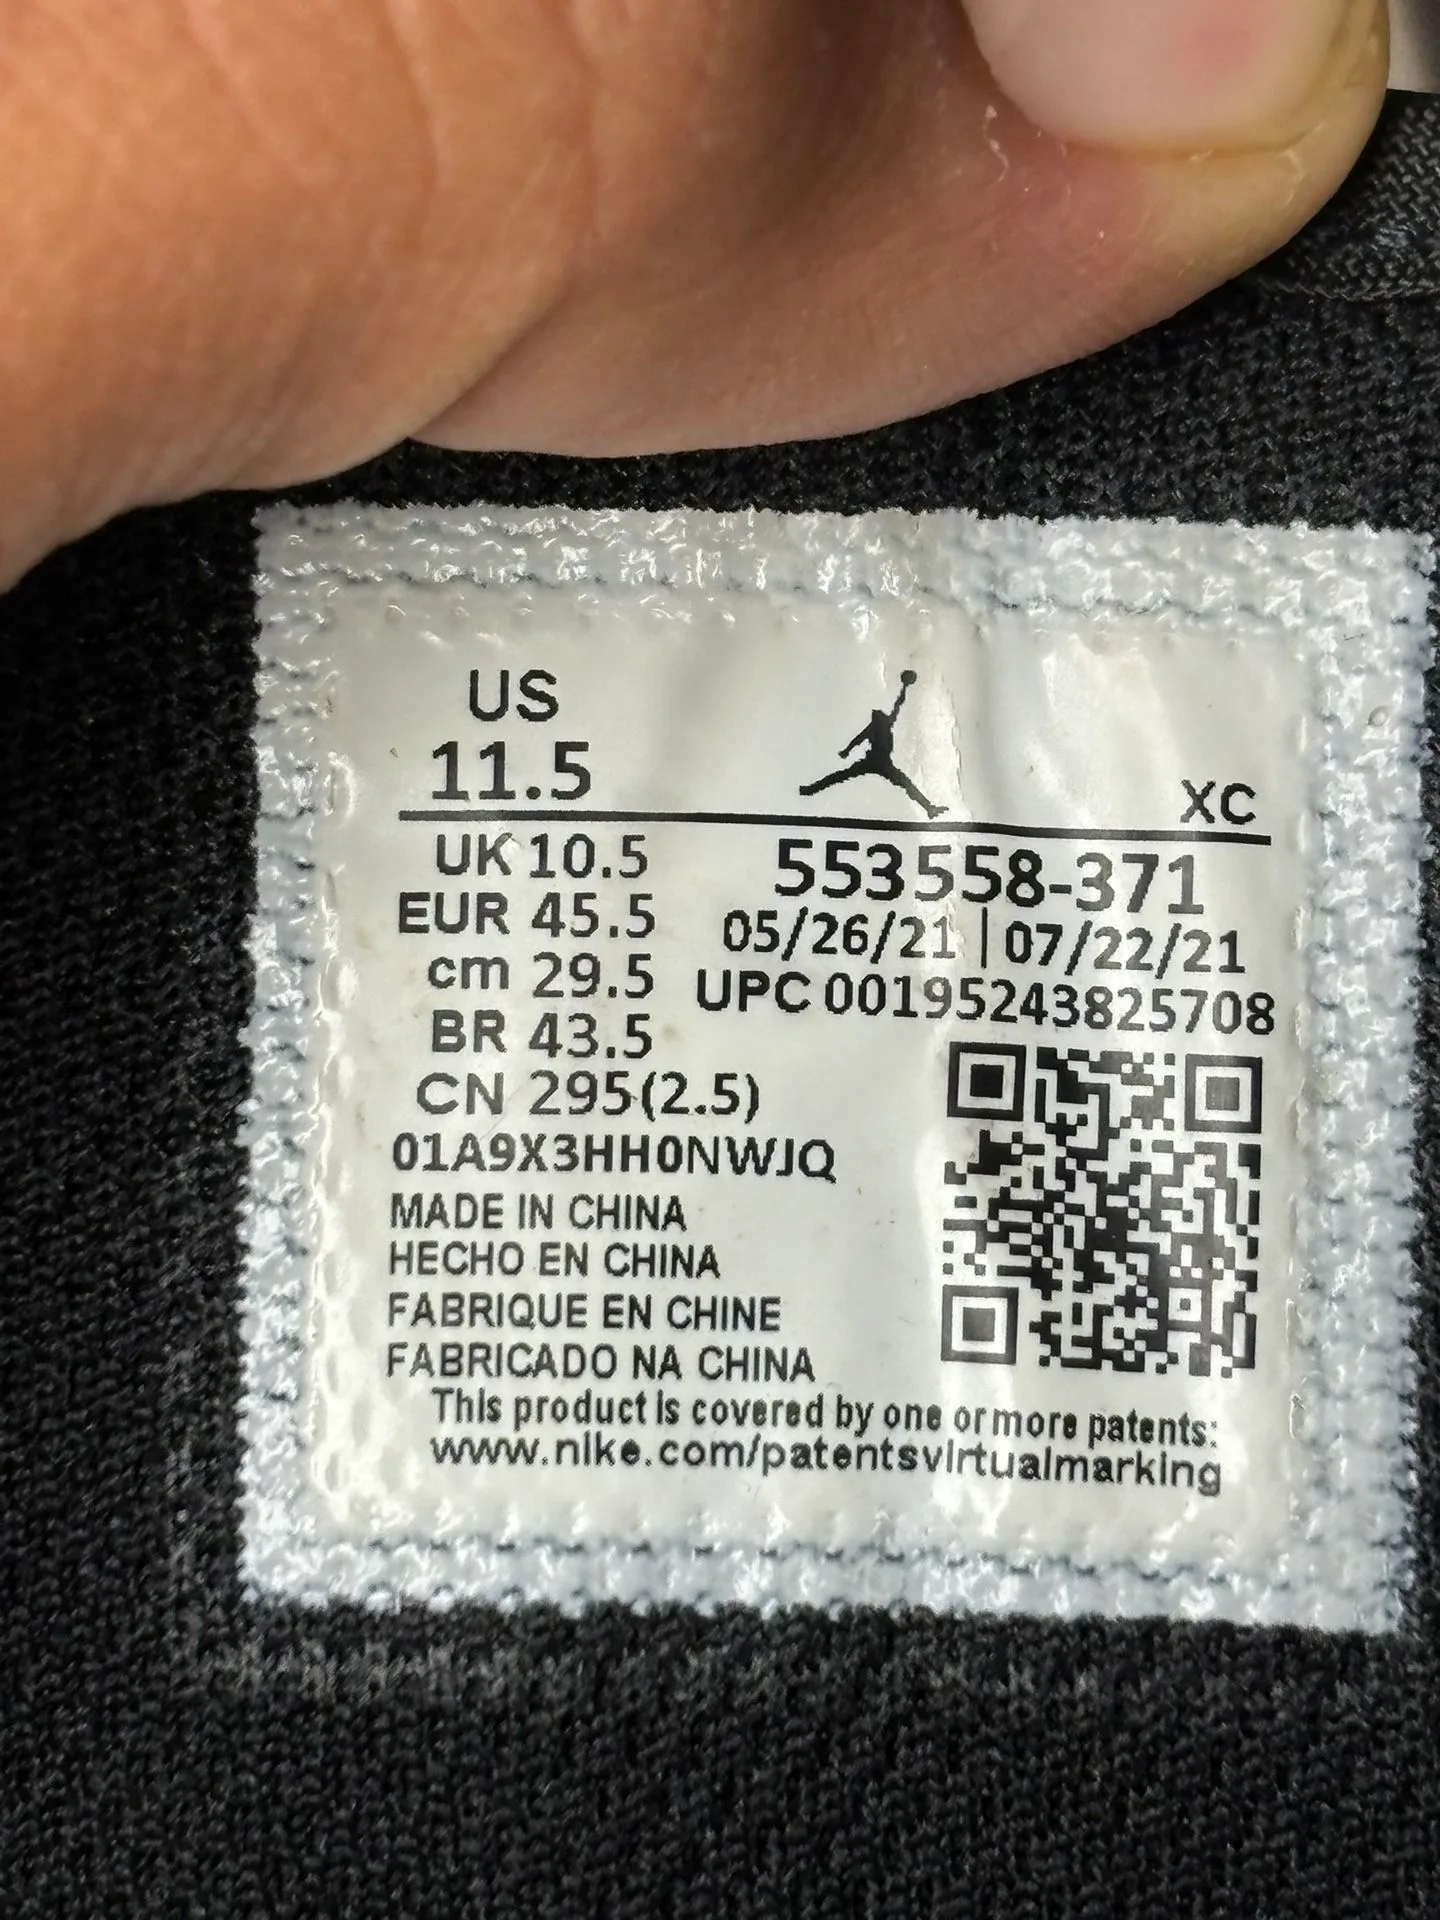 US
11.5
XC
UK 10.5
EUR 45.5
cm 29.5
BR 43.5
CN 295(2.5)
553558-371
05/26/21 | 07/22/21
UPC 00195243825708
01A9X3HH0NWJQ
MADE IN CHINA
HECHO EN CHINA
FABRIQUE EN CHINE
FABRICADO NA CHINA
This product is covered by one or more patents:
www.nike.com/patentsvirtualmarking